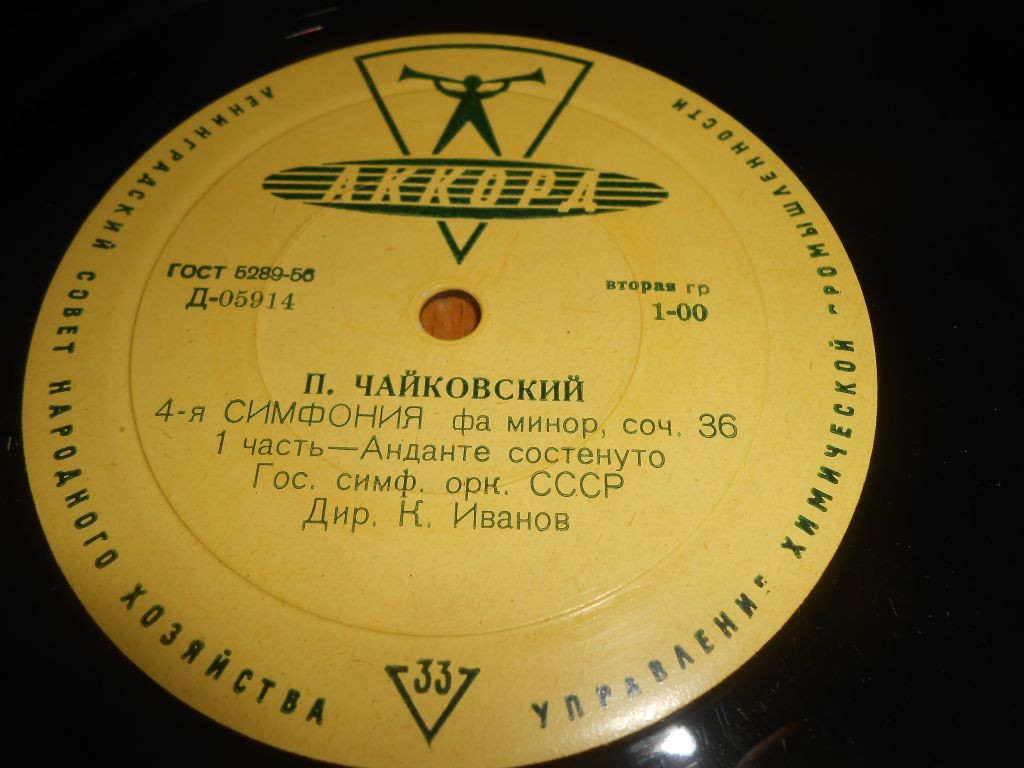 ЛЕНИНГРАДСКИЙ СОВЕТ НАРОДНОГО ХОЗЯЙСТВА
УПРАВЛЕНИЕ ХИМИЧЕСКОЙ ПРОМЫШЛЕННОСТИ
АККОРД
ГОСТ 5289-56
Д-05914
вторая гр
1-00
П. ЧАЙКОВСКИЙ
4-я СИМФОНИЯ фа минор, соч. 36
1 часть—Анданте состенуто
Гос. симф. орк. СССР
Дир. К. Иванов
33